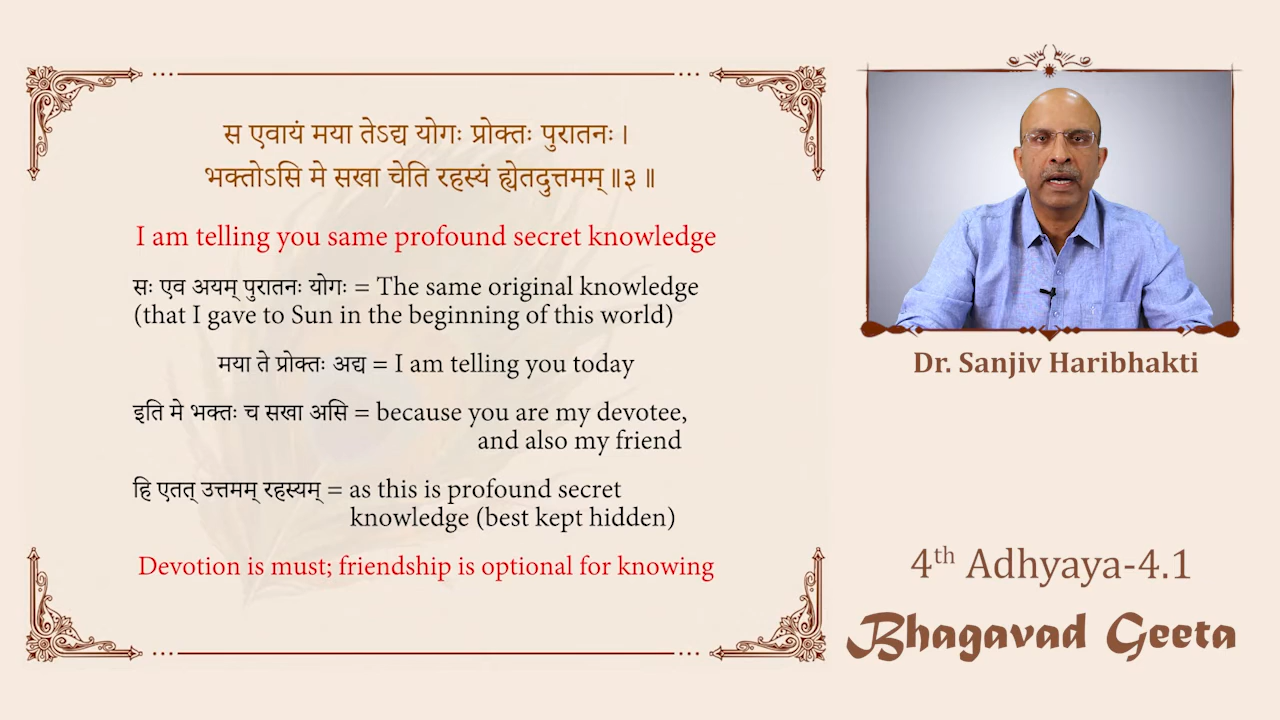 स एवायं मया तेऽद्य योगः प्रोक्तः पुरातनः ।
भक्तोऽसि मे सखा चेति रहस्यं ह्येतदुत्तमम् ॥३ ॥
I am telling you same profound secret knowledge
सः एव अयम् पुरातनः योगः = The same original knowledge
(that I gave to Sun in the beginning of this world)
मया ते प्रोक्तः अद्य = I am telling you today
इति मे भक्तः च सखा असि = because you are my devotee,
and also my friend
हि एतत् उत्तमम् रहस्यम् = as this is profound secret
knowledge (best kept hidden)
Devotion is must; friendship is optional for knowing
Dr. Sanjiv Haribhakti
4th Adhyaya-4.1
Bhagavad Geeta